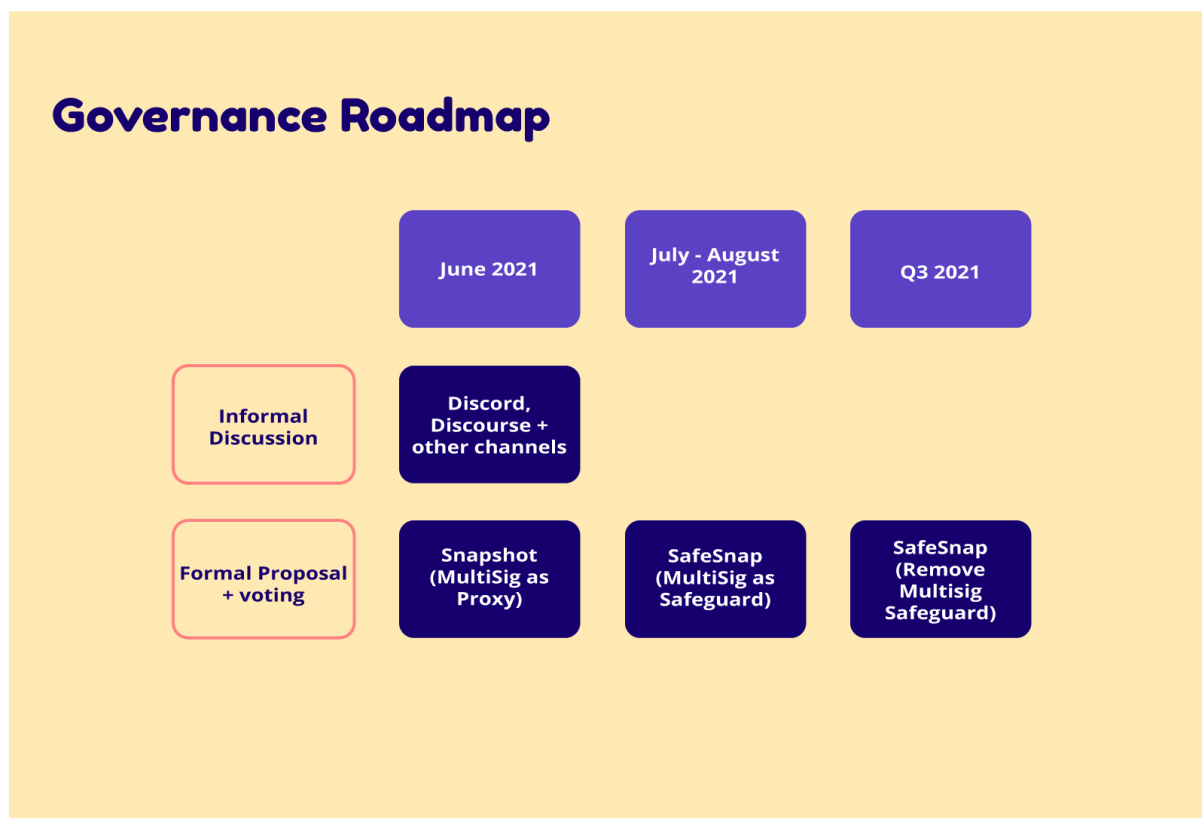 Governance Roadmap
June 2021
July - August
2021
Q3 2021
Informal
Discussion
Discord,
Discourse +
other channels
Formal Proposal
+ voting
Snapshot
(MultiSig as
Proxy)
SafeSnap
(MultiSig as
Safeguard)
SafeSnap
(Remove
Multisig
Safeguard)